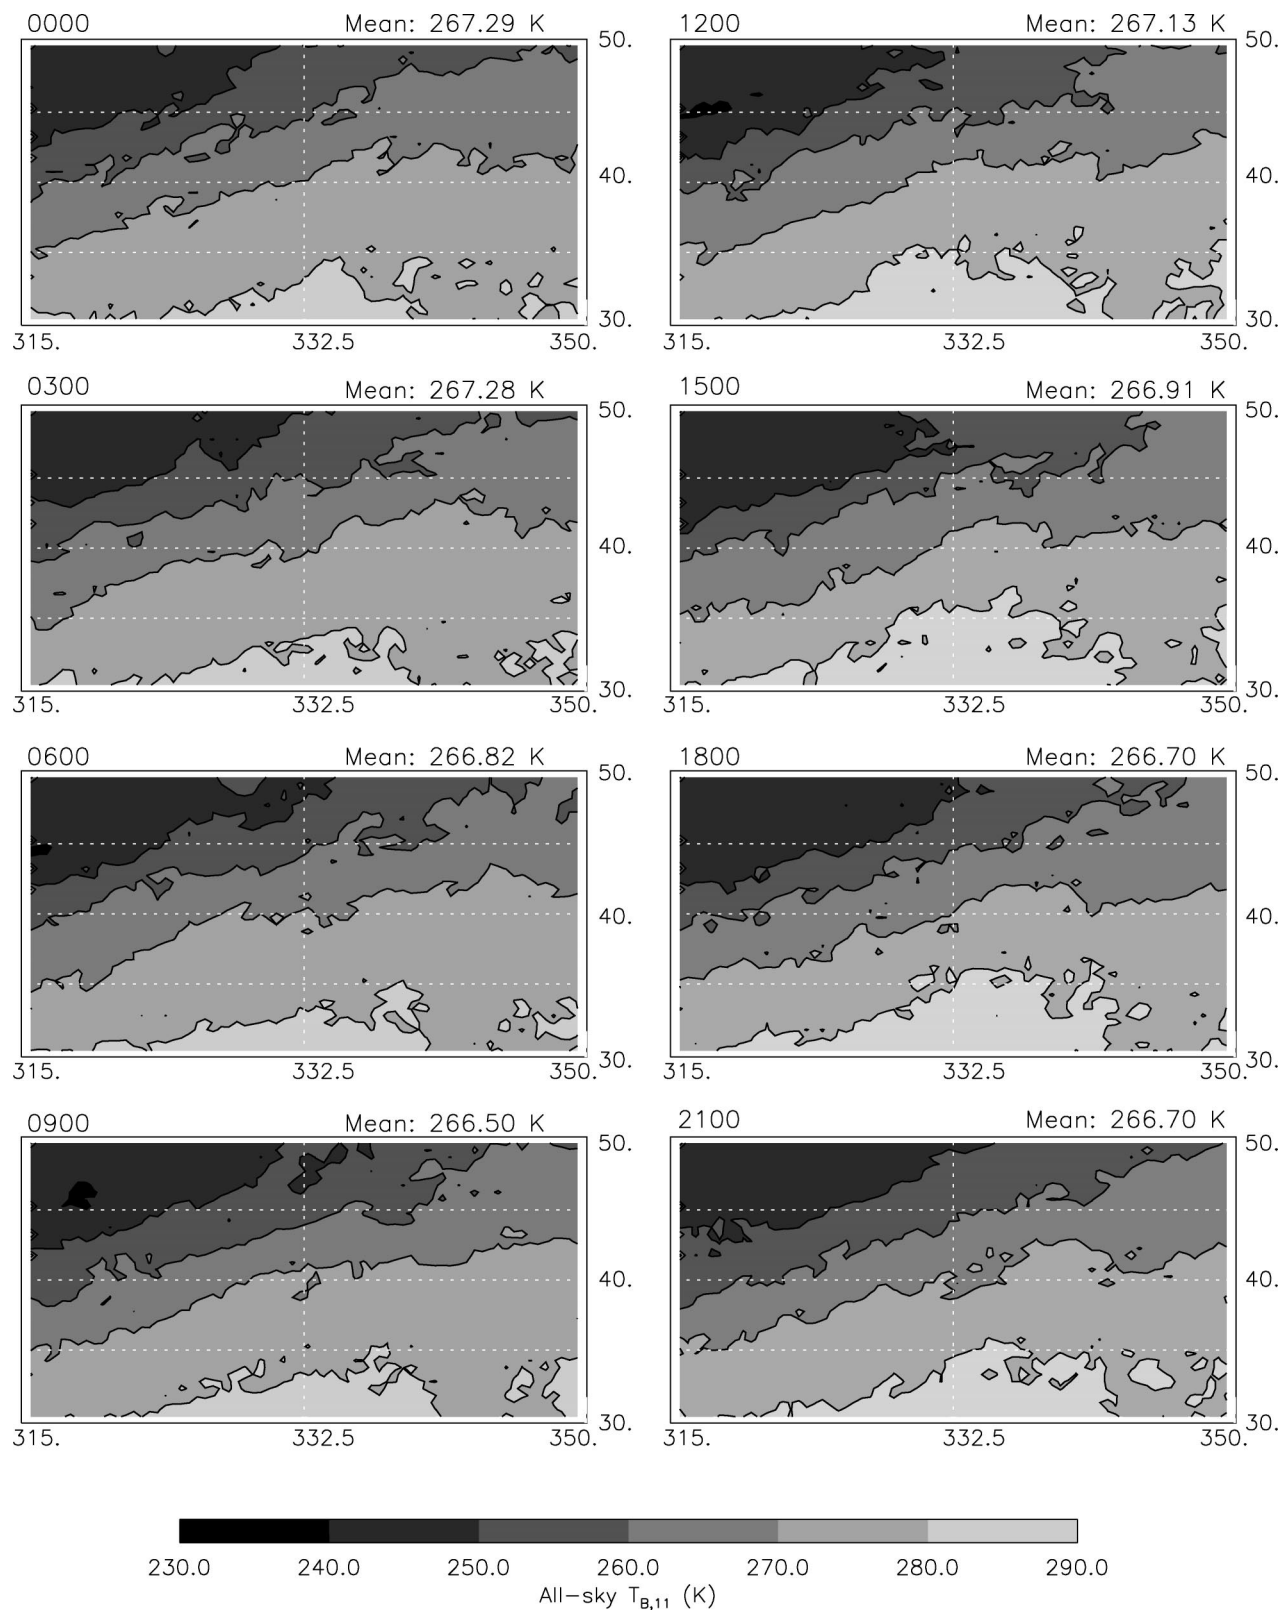 0000 Mean: 267.29 K
50.
40.
30.
315. 332.5 350.
1200 Mean: 267.13 K
50.
40.
30.
315. 332.5 350.
0300 Mean: 267.28 K
50.
40.
30.
315. 332.5 350.
1500 Mean: 266.91 K
50.
40.
30.
315. 332.5 350.
0600 Mean: 266.82 K
50.
40.
30.
315. 332.5 350.
1800 Mean: 266.70 K
50.
40.
30.
315. 332.5 350.
0900 Mean: 266.50 K
50.
40.
30.
315. 332.5 350.
2100 Mean: 266.70 K
50.
40.
30.
315. 332.5 350.
230.0 240.0 250.0 260.0 270.0 280.0 290.0
All-sky T_B,11 (K)